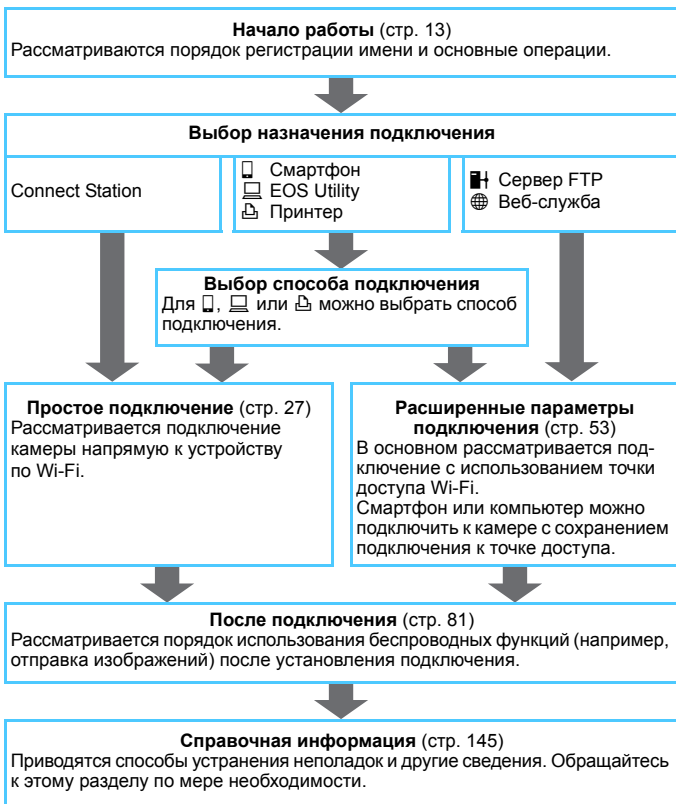 Начало работы (стр. 13)
Рассматриваются порядок регистрации имени и основные операции.
Выбор назначения подключения
Connect Station
Смартфон
EOS Utility
Принтер
Сервер FTP
Веб-служба
Выбор способа подключения
Для , или можно выбрать способ
подключения.
Простое подключение (стр. 27)
Рассматривается подключение
камеры напрямую к устройству
по Wi-Fi.
Расширенные параметры
подключения (стр. 53)
В основном рассматривается под-
ключение с использованием точки
доступа Wi-Fi.
Смартфон или компьютер можно
подключить к камере с сохранением
подключения к точке доступа.
После подключения (стр. 81)
Рассматривается порядок использования беспроводных функций (например,
отправка изображений) после установления подключения.
Справочная информация (стр. 145)
Приводятся способы устранения неполадок и другие сведения. Обращайтесь
к этому разделу по мере необходимости.